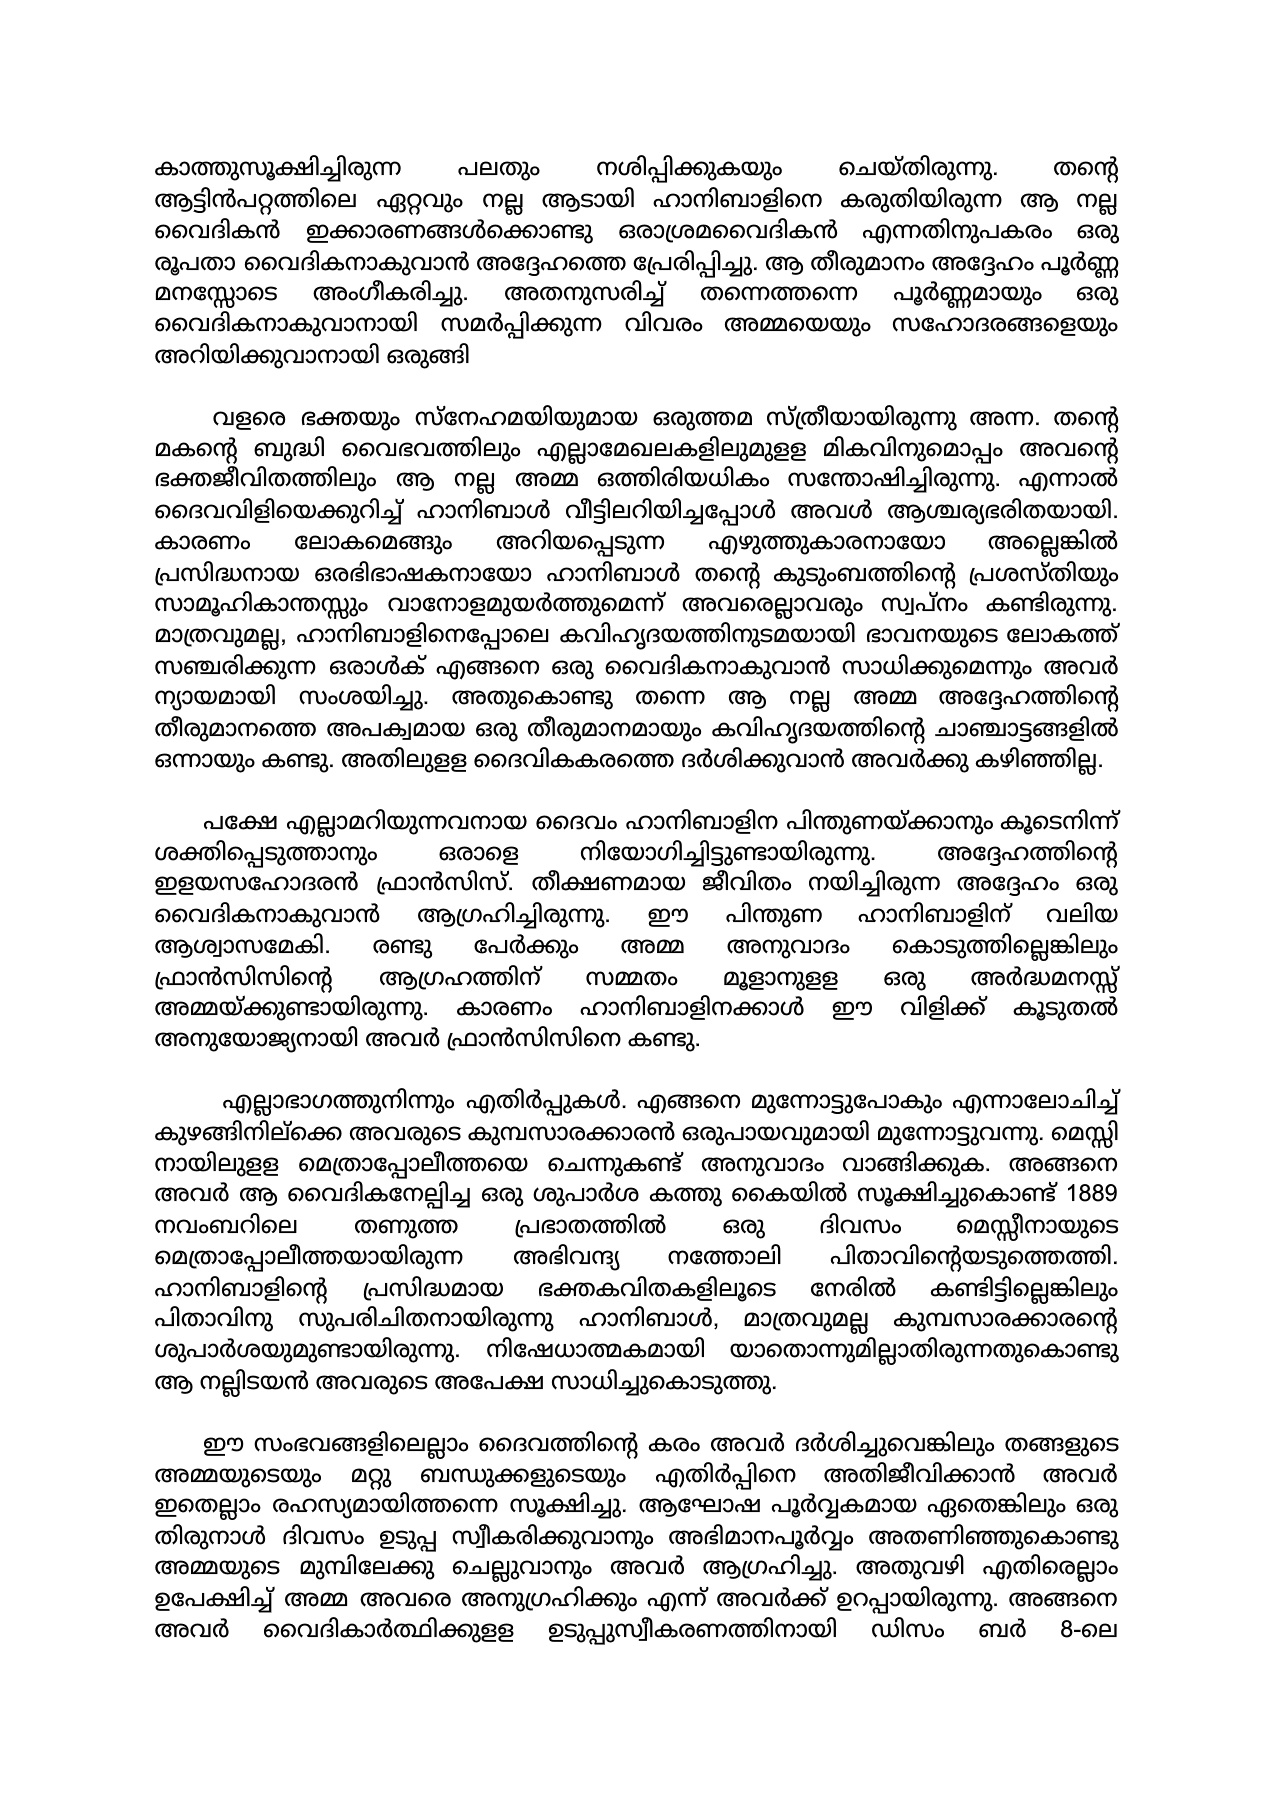 കാത്തുസൂക്ഷിച്ചിരുന്ന പലതും നശിപ്പിക്കുകയും ചെയ്തിരുന്നു. തന്റെ
ആട്ടിൻപറ്റത്തിലെ ഏറ്റവും നല്ല ആടായി ഹാനിബാളിനെ കരുതിയിരുന്ന ആ നല്ല
വൈദികൻ ഇക്കാരണങ്ങൾക്കൊണ്ടു ഒരാശ്രമവൈദികൻ എന്നതിനുപകരം ഒരു
രൂപതാ വൈദികനാകുവാൻ അദ്ദേഹത്തെ പ്രേരിപ്പിച്ചു. ആ തീരുമാനം അദ്ദേഹം പൂർണ്ണ
മനസ്സോടെ അംഗീകരിച്ചു. അതനുസരിച്ച് തന്നെത്തന്നെ പൂർണ്ണമായും ഒരു
വൈദികനാകുവാനായി സമർപ്പിക്കുന്ന വിവരം അമ്മയെയും സഹോദരങ്ങളെയും
അറിയിക്കുവാനായി ഒരുങ്ങി
വളരെ ഭക്തയും സ്നേഹമയിയുമായ ഒരുത്തമ സ്ത്രീയായിരുന്നു അന്ന. തന്റെ
മകന്റെ ബുദ്ധി വൈഭവത്തിലും എല്ലാമേഖലകളിലുമുളള മികവിനുമൊപ്പം അവന്റെ
ഭക്തജീവിതത്തിലും ആ നല്ല അമ്മ ഒത്തിരിയധികം സന്തോഷിച്ചിരുന്നു. എന്നാൽ
ദൈവവിളിയെക്കുറിച്ച് ഹാനിബാൾ വീട്ടിലറിയിച്ചപ്പോൾ അവൾ ആശ്ചര്യഭരിതയായി.
കാരണം ലോകമെങ്ങും അറിയപ്പെടുന്ന എഴുത്തുകാരനായോ അല്ലെങ്കിൽ
പ്രസിദ്ധനായ ഒരഭിഭാഷകനായോ ഹാനിബാൾ തന്റെ കുടുംബത്തിന്റെ പ്രശസ്തിയും
സാമൂഹികാന്തസ്സും വാനോളമുയർത്തുമെന്ന് അവരെല്ലാവരും സ്വപ്നം കണ്ടിരുന്നു.
മാത്രവുമല്ല, ഹാനിബാളിനെപ്പോലെ കവിഹൃദയത്തിനുടമയായി ഭാവനയുടെ ലോകത്ത്
സഞ്ചരിക്കുന്ന ഒരാൾക് എങ്ങനെ ഒരു വൈദികനാകുവാൻ സാധിക്കുമെന്നും അവർ
ന്യായമായി സംശയിച്ചു. അതുകൊണ്ടു തന്നെ ആ നല്ല അമ്മ അദ്ദേഹത്തിന്റെ
തീരുമാനത്തെ അപക്വമായ ഒരു തീരുമാനമായും കവിഹൃദയത്തിന്റെ ചാഞ്ചാട്ടങ്ങളിൽ
ഒന്നായും കണ്ടു. അതിലുളള ദൈവികകരത്തെ ദർശിക്കുവാൻ അവർക്കു കഴിഞ്ഞില്ല.
പക്ഷേ എല്ലാമറിയുന്നവനായ ദൈവം ഹാനിബാളിന പിന്തുണയ്ക്കാനും കൂടെനിന്ന്
ശക്തിപ്പെടുത്താനും ഒരാളെ നിയോഗിച്ചിട്ടുണ്ടായിരുന്നു. അദ്ദേഹത്തിന്റെ
ഇളയസഹോദരൻ ഫ്രാൻസിസ്. തീക്ഷണമായ ജീവിതം നയിച്ചിരുന്ന അദ്ദേഹം ഒരു
വൈദികനാകുവാൻ ആഗ്രഹിച്ചിരുന്നു. ഈ പിന്തുണ ഹാനിബാളിന് വലിയ
ആശ്വാസമേകി. രണ്ടു പേർക്കും അമ്മ അനുവാദം കൊടുത്തില്ലെങ്കിലും
ഫ്രാൻസിസിന്റെ ആഗ്രഹത്തിന് സമ്മതം മൂളാനുളള ഒരു അർദ്ധമനസ്സ്
അമ്മയ്ക്കുണ്ടായിരുന്നു. കാരണം ഹാനിബാളിനക്കാൾ ഈ വിളിക്ക് കൂടുതൽ
അനുയോജ്യനായി അവർ ഫ്രാൻസിസിനെ കണ്ടു.
എല്ലാഭാഗത്തുനിന്നും എതിർപ്പുകൾ. എങ്ങനെ മുന്നോട്ടുപോകും എന്നാലോചിച്ച്
കുഴങ്ങിനില്ക്കെ അവരുടെ കുമ്പസാരക്കാരൻ ഒരുപായവുമായി മുന്നോട്ടുവന്നു. മെസ്സി
നായിലുളള മെത്രാപ്പോലീത്തയെ ചെന്നുകണ്ട് അനുവാദം വാങ്ങിക്കുക. അങ്ങനെ
അവർ ആ വൈദികനേല്പിച്ച ഒരു ശുപാർശ കത്തു കൈയിൽ സൂക്ഷിച്ചുകൊണ്ട് 1889
നവംബറിലെ തണുത്ത പ്രഭാതത്തിൽ ഒരു ദിവസം മെസ്സീനായുടെ
മെത്രാപ്പോലീത്തയായിരുന്ന അഭിവന്ദ്യ നത്തോലി പിതാവിന്റെയടുത്തെത്തി.
ഹാനിബാളിന്റെ പ്രസിദ്ധമായ ഭക്തകവിതകളിലൂടെ നേരിൽ കണ്ടിട്ടില്ലെങ്കിലും
പിതാവിനു സുപരിചിതനായിരുന്നു ഹാനിബാൾ, മാത്രവുമല്ല കുമ്പസാരക്കാരന്റെ
ശുപാർശയുമുണ്ടായിരുന്നു. നിഷേധാത്മകമായി യാതൊന്നുമില്ലാതിരുന്നതുകൊണ്ടു
ആ നല്ലിടയൻ അവരുടെ അപേക്ഷ സാധിച്ചുകൊടുത്തു.
ഈ സംഭവങ്ങളിലെല്ലാം ദൈവത്തിന്റെ കരം അവർ ദർശിച്ചുവെങ്കിലും തങ്ങളുടെ
അമ്മയുടെയും മറ്റു ബന്ധുക്കളുടെയും എതിർപ്പിനെ അതിജീവിക്കാൻ അവർ
ഇതെല്ലാം രഹസ്യമായിത്തന്നെ സൂക്ഷിച്ചു. ആഘോഷ പൂർവ്വകമായ ഏതെങ്കിലും ഒരു
തിരുനാൾ ദിവസം ഉടുപ്പ സ്വീകരിക്കുവാനും അഭിമാനപൂർവ്വം അതണിഞ്ഞുകൊണ്ടു
അമ്മയുടെ മുമ്പിലേക്കു ചെല്ലുവാനും അവർ ആഗ്രഹിച്ചു. അതുവഴി എതിരെല്ലാം
ഉപേക്ഷിച്ച് അമ്മ അവരെ അനുഗ്രഹിക്കും എന്ന് അവർക്ക് ഉറപ്പായിരുന്നു. അങ്ങനെ
അവർ വൈദികാർത്ഥിക്കുളള ഉടുപ്പുസ്വീകരണത്തിനായി ഡിസം ബർ 8-ലെ